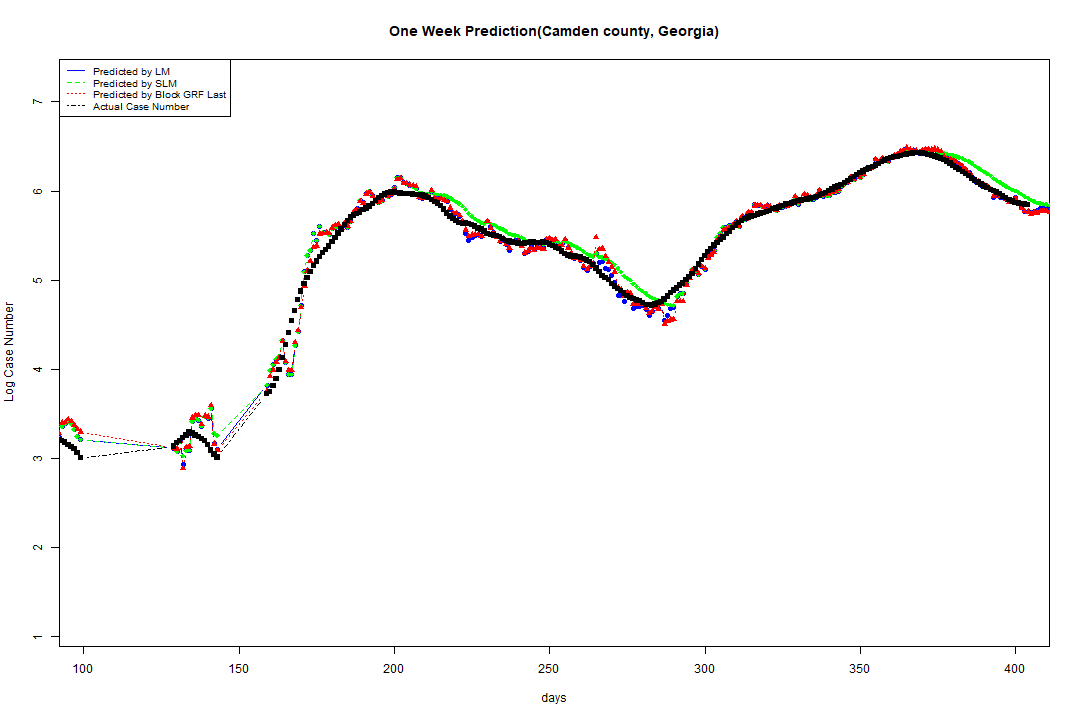 One Week Prediction(Camden county, Georgia)
Predicted by LM
Predicted by SLM
Predicted by Block GRF Last
Actual Case Number
7
6
5
4
3
2
1
Log Case Number
100 150 200 250 300 350 400
days